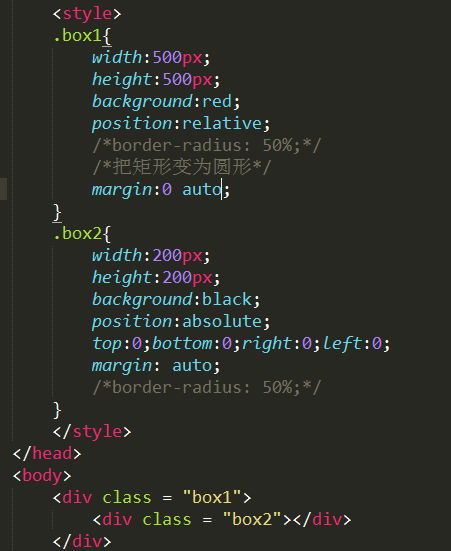 <style>
.box1{
width:500px;
height:500px;
background:red;
position:relative;
/*border-radius: 50%;*/
/*把矩形变为圆形*/
margin:0 auto;
}
.box2{
width:200px;
height:200px;
background:black;
position:absolute;
top:0;bottom:0;right:0;left:0;
margin: auto;
/*border-radius: 50%;*/
}
</style>
</head>
<body>
<div class = "box1">
<div class = "box2"></div>
</div>